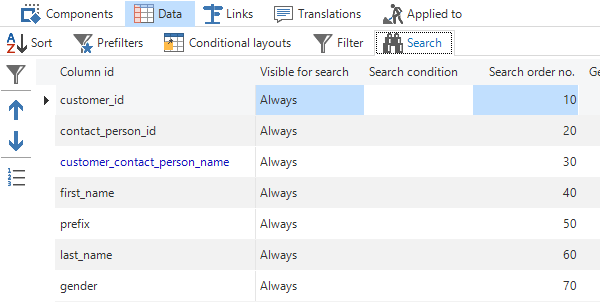 Components Data Links Translations Applied to
Sort Prefilters Conditional layouts Filter Search
Column id Visible for search Search condition Search order no.
customer_id Always 10
contact_person_id Always 20
customer_contact_person_name Always 30
first_name Always 40
prefix Always 50
last_name Always 60
gender Always 70